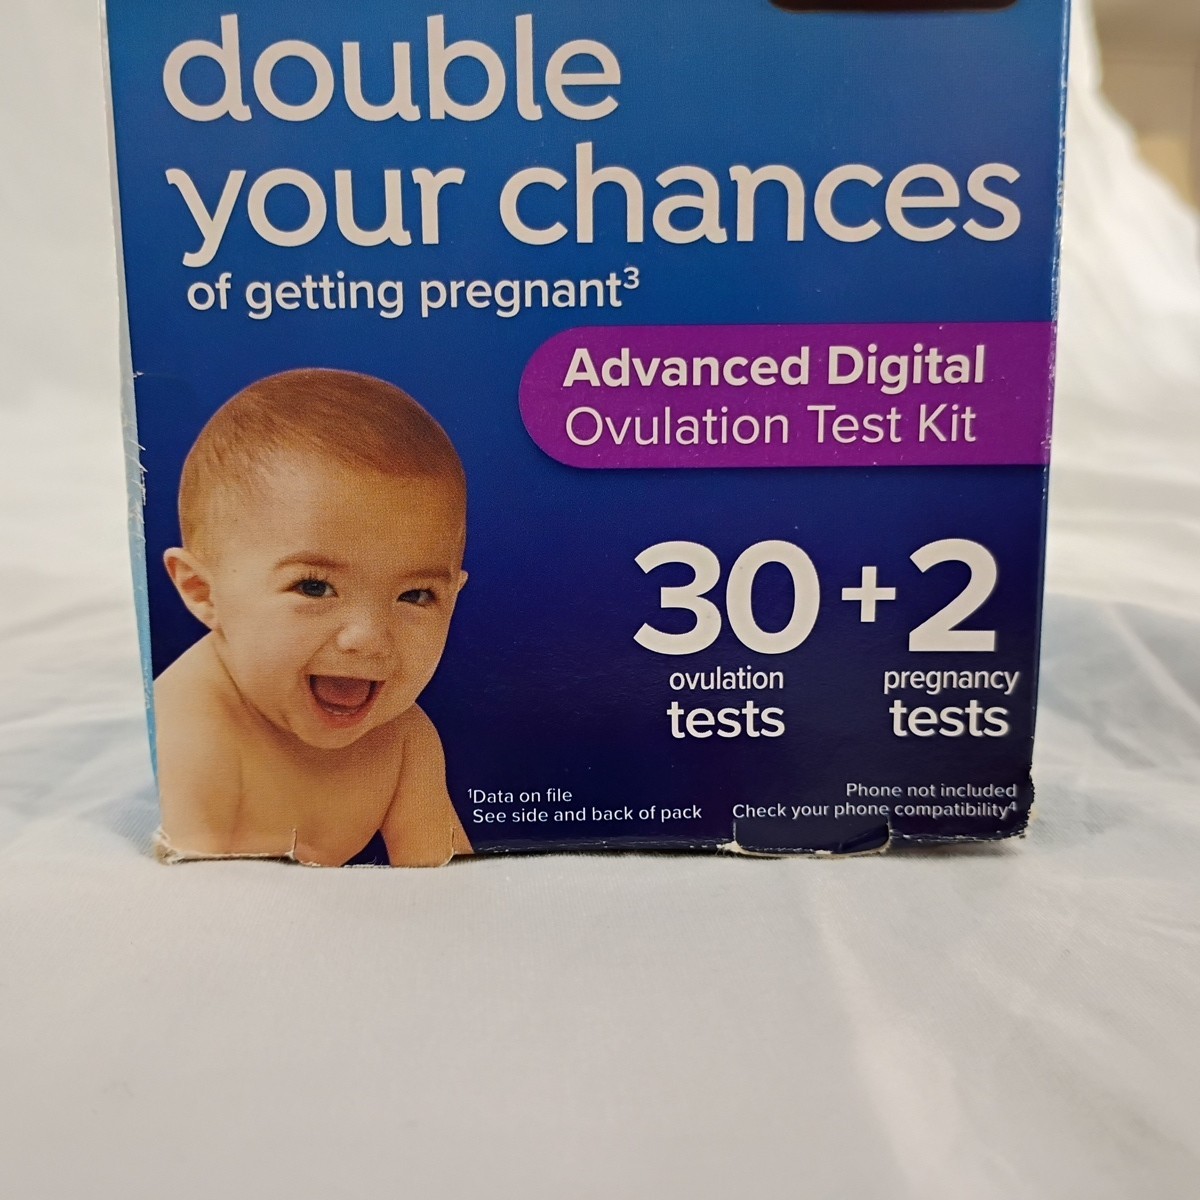 double
your chances
of getting pregnant³
Advanced Digital
Ovulation Test Kit
30 + 2
ovulation pregnancy
tests tests
¹Data on file
See side and back of pack
Phone not included
Check your phone compatibility⁴